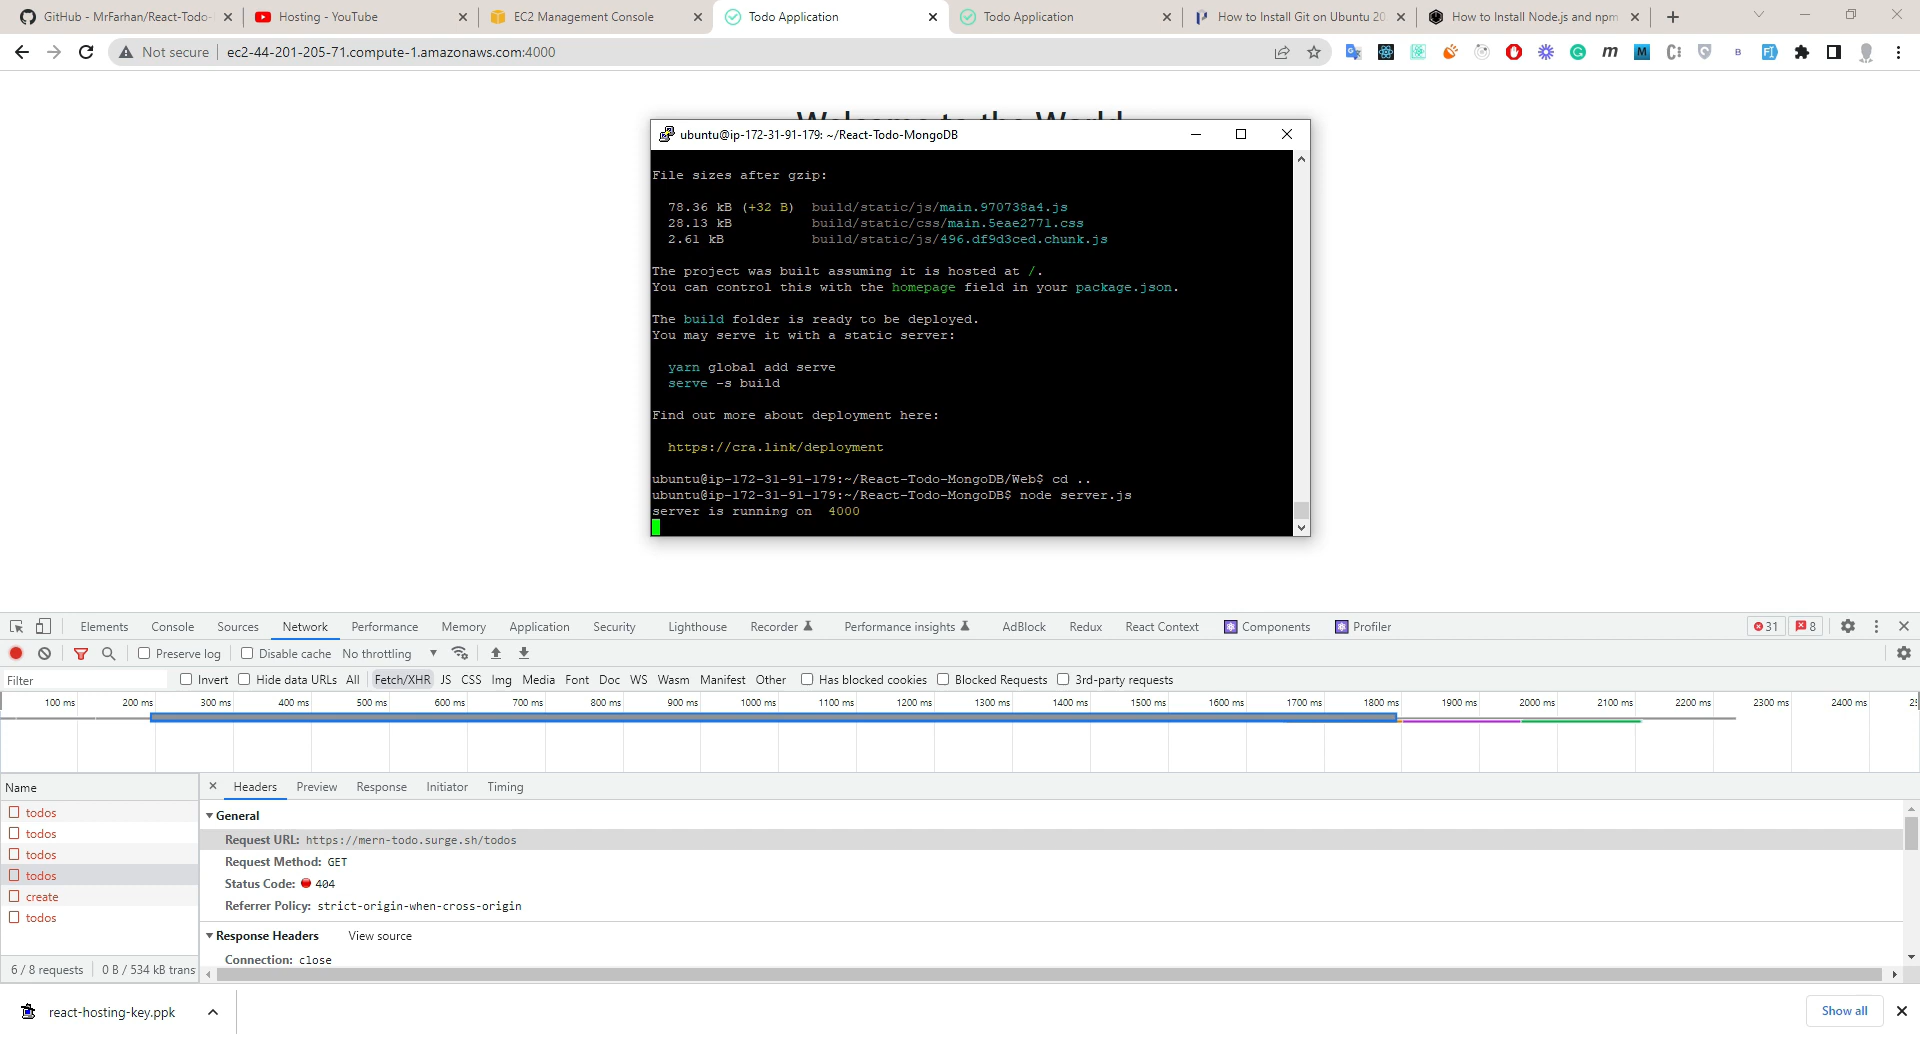 GitHub - MrFarhan/React-Todo-
Hosting - YouTube
EC2 Management Console
Todo Application
Todo Application
How to Install Git on Ubuntu 20
How to Install Node.js and npm
Not secure
ec2-44-201-205-71.compute-1.amazonaws.com:4000
Welcome to the World
ubuntu@ip-172-31-91-179: ~/React-Todo-MongoDB
File sizes after gzip:
78.36 kB (+32 B)  build/static/js/main.970738a4.js
28.13 kB          build/static/css/main.5eae2771.css
2.61 kB           build/static/js/496.df9d3ced.chunk.js
The project was built assuming it is hosted at /.
You can control this with the homepage field in your package.json.
The build folder is ready to be deployed.
You may serve it with a static server:
yarn global add serve
serve -s build
Find out more about deployment here:
https://cra.link/deployment
ubuntu@ip-172-31-91-179:~/React-Todo-MongoDB/Web$ cd ..
ubuntu@ip-172-31-91-179:~/React-Todo-MongoDB$ node server.js
server is running on  4000
Elements Console Sources Network Performance Memory Application Security Lighthouse Recorder Performance insights AdBlock Redux React Context Components Profiler 31 8
Preserve log Disable cache No throttling
Filter Invert Hide data URLs All Fetch/XHR JS CSS Img Media Font Doc WS Wasm Manifest Other Has blocked cookies Blocked Requests 3rd-party requests
100 ms 200 ms 300 ms 400 ms 500 ms 600 ms 700 ms 800 ms 900 ms 1000 ms 1100 ms 1200 ms 1300 ms 1400 ms 1500 ms 1600 ms 1700 ms 1800 ms 1900 ms 2000 ms 2100 ms 2200 ms 2300 ms 2400 ms
Name
todos
todos
todos
todos
create
todos
6 / 8 requests 0 B / 534 kB trans
Headers Preview Response Initiator Timing
General
Request URL: https://mern-todo.surge.sh/todos
Request Method: GET
Status Code: 404
Referrer Policy: strict-origin-when-cross-origin
Response Headers View source
Connection: close
react-hosting-key.ppk
Show all